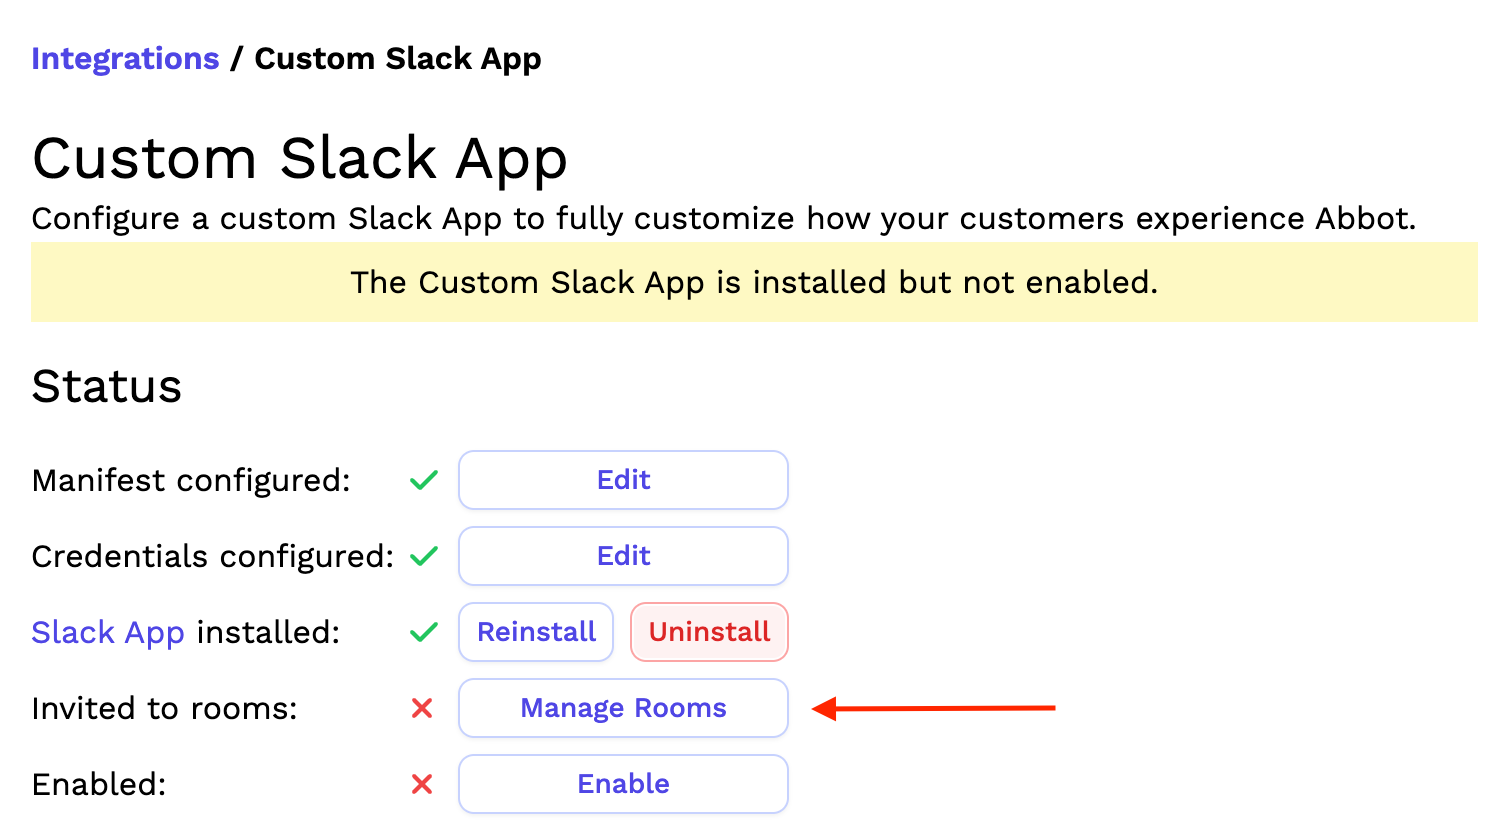 Integrations / Custom Slack App
Custom Slack App
Configure a custom Slack App to fully customize how your customers experience Abbot.
The Custom Slack App is installed but not enabled.
Status
Manifest configured: Edit
Credentials configured: Edit
Slack App installed: Reinstall Uninstall
Invited to rooms: Manage Rooms
Enabled: Enable